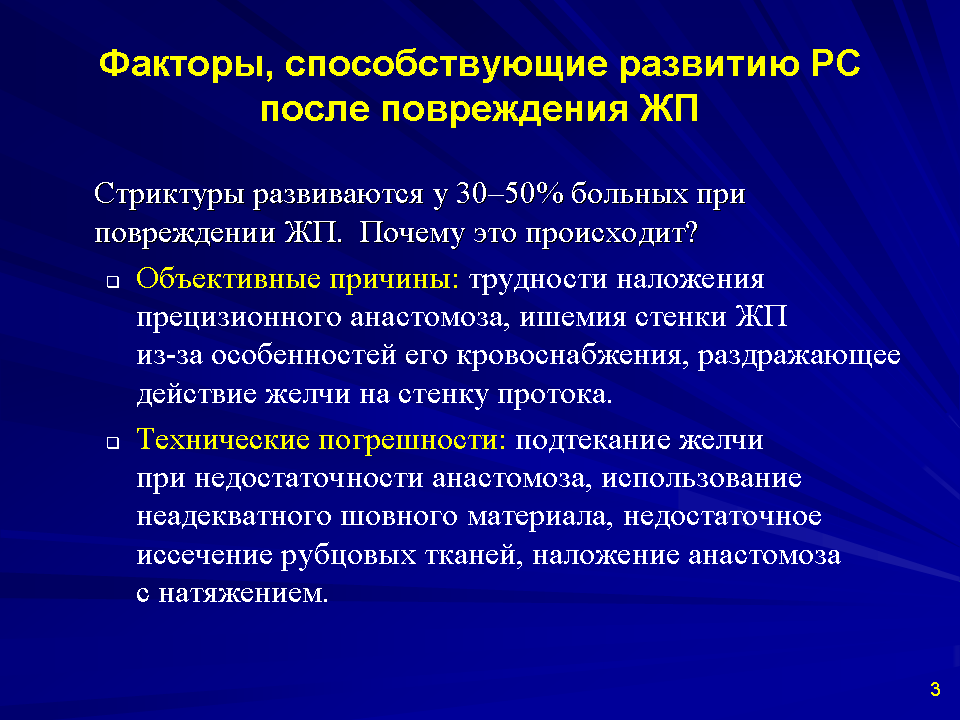 Факторы, способствующие развитию РС
после повреждения ЖП
Стриктуры развиваются у 30–50% больных при
повреждении ЖП. Почему это происходит?
Объективные причины: трудности наложения
прецизионного анастомоза, ишемия стенки ЖП
из-за особенностей его кровоснабжения, раздражающее
действие желчи на стенку протока.
Технические погрешности: подтекание желчи
при недостаточности анастомоза, использование
неадекватного шовного материала, недостаточное
иссечение рубцовых тканей, наложение анастомоза
с натяжением.
3